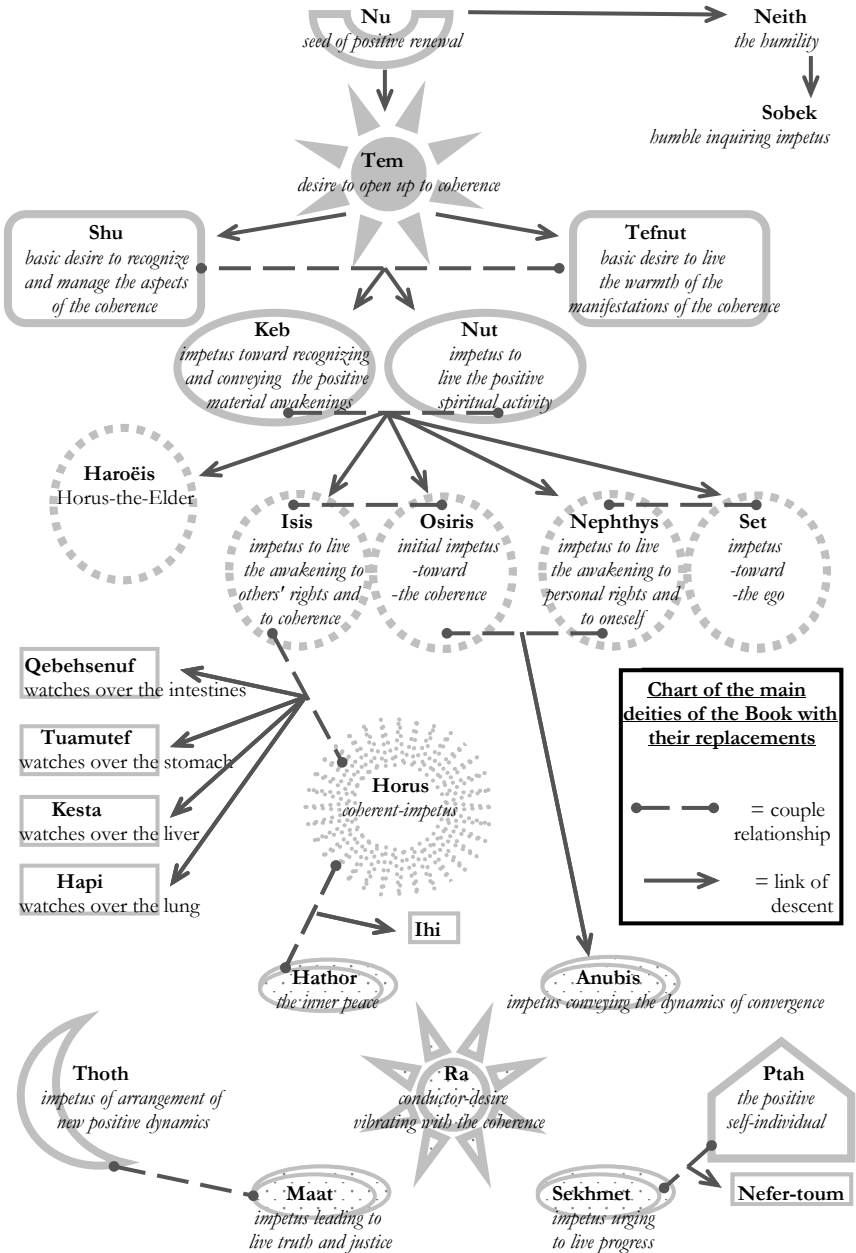 Nu
seed of positive renewal
Neith
the humility
Sobek
humble inquiring impetus
Tem
desire to open up to coherence
Shu
basic desire to recognize
and manage the aspects
of the coherence
Tefnut
basic desire to live
the warmth of the
manifestations of the coherence
Keb
impetus toward recognizing
and conveying the positive
material awakenings
Nut
impetus to
live the positive
spiritual activity
Haroëis
Horus-the-Elder
Isis
impetus to live
the awakening to
others' rights and
to coherence
Osiris
initial impetus
-toward
-the coherence
Nephthys
impetus to live
the awakening to
personal rights and
to oneself
Set
impetus
-toward
-the ego
Qebehsenuf
watches over the intestines
Tuamutef
watches over the stomach
Kesta
watches over the liver
Hapi
watches over the lung
Horus
coherent-impetus
Chart of the main
deities of the Book with
their replacements
= couple
relationship
= link of
descent
Ihi
Hathor
the inner peace
Anubis
impetus conveying the dynamics of convergence
Thoth
impetus of arrangement of
new positive dynamics
Ra
conductor-desire
vibrating with the coherence
Ptah
the positive
self-individual
Maat
impetus leading to
live truth and justice
Sekhmet
impetus urging
to live progress
Nefer-toum